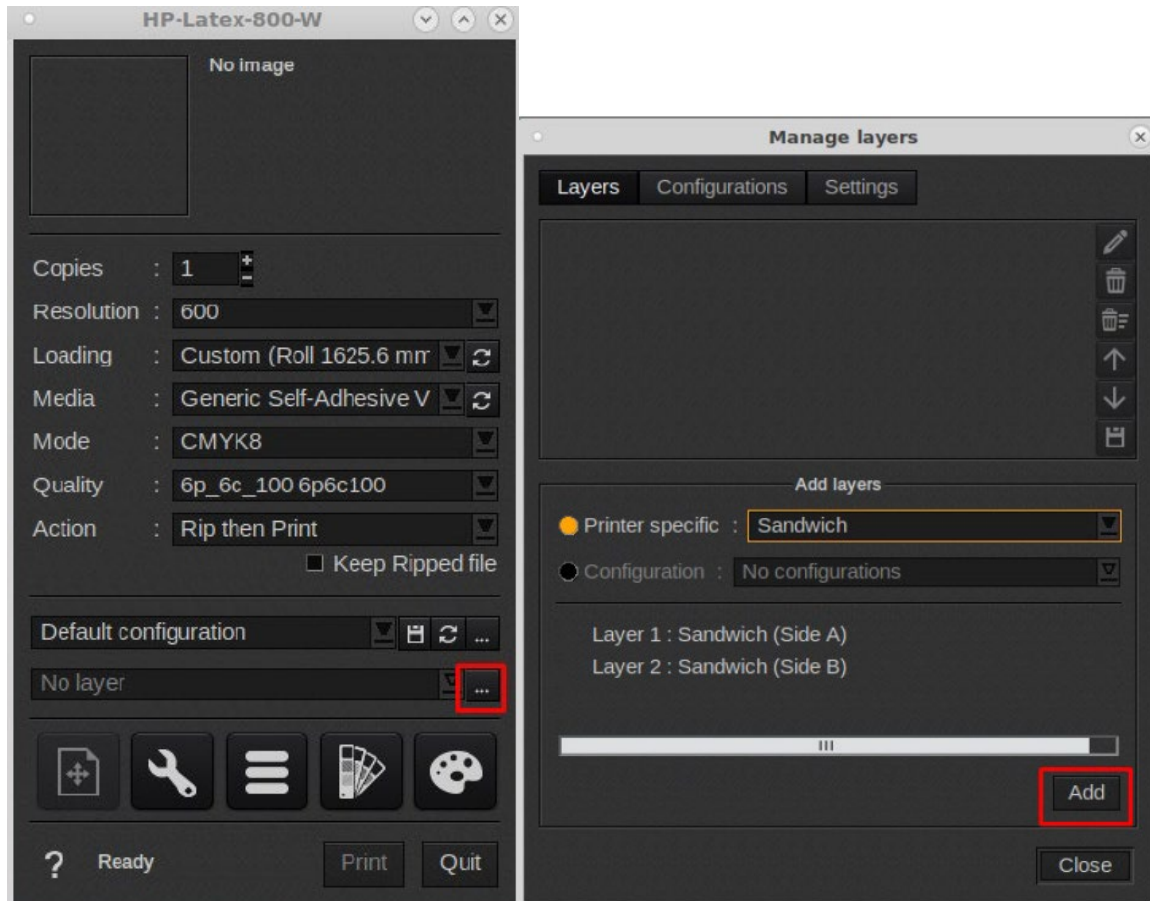 HP-Latex-800-W
No image
Copies : 1
Resolution : 600
Loading : Custom (Roll 1625.6 mm
Media : Generic Self-Adhesive V
Mode : CMYK8
Quality : 6p_6c_100 6p6c100
Action : Rip then Print
Keep Ripped file
Default configuration ...
No layer ...
? Ready Print Quit
Manage layers
Layers Configurations Settings
Add layers
Printer specific : Sandwich
Configuration : No configurations
Layer 1 : Sandwich (Side A)
Layer 2 : Sandwich (Side B)
Add
Close